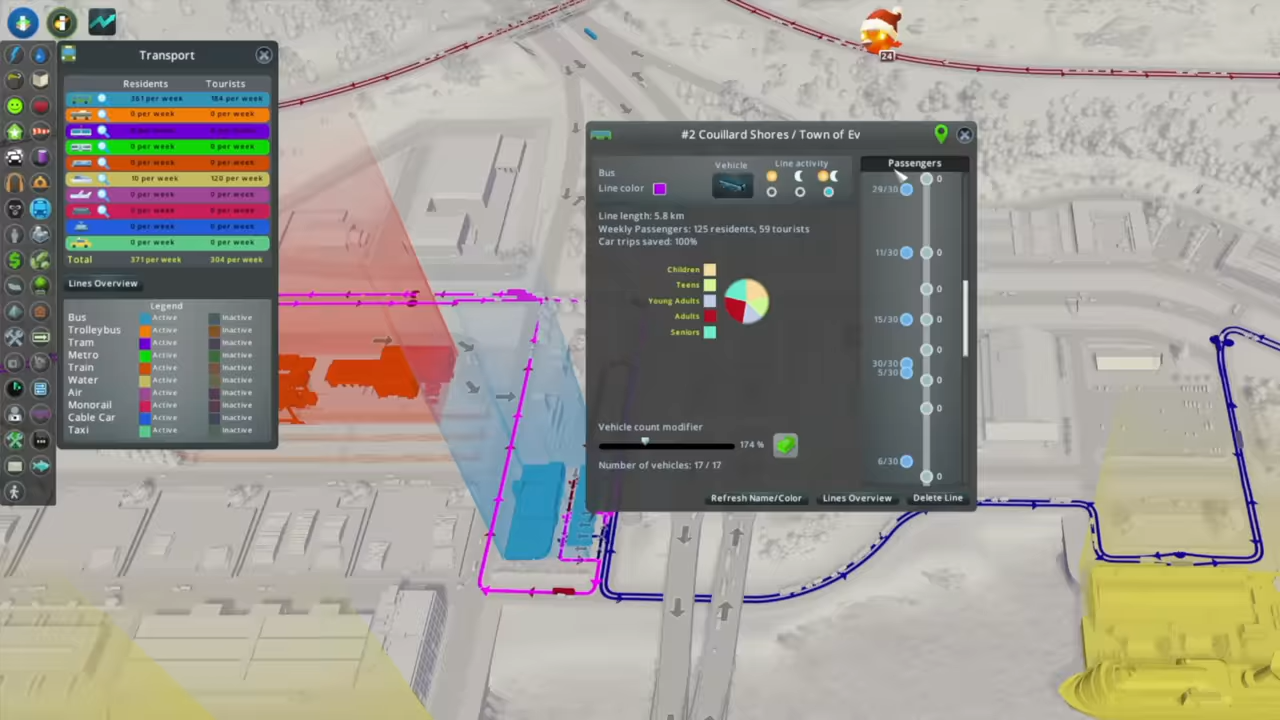 24
Transport
Residents Tourists
361 per week 184 per week
0 per week 0 per week
0 per week 0 per week
0 per week 0 per week
0 per week 0 per week
10 per week 120 per week
0 per week 0 per week
0 per week 0 per week
0 per week 0 per week
0 per week 0 per week
Total 371 per week 304 per week
Lines Overview
Legend
Bus Active Inactive
Trolleybus Active Inactive
Tram Active Inactive
Metro Active Inactive
Train Active Inactive
Water Active Inactive
Air Active Inactive
Monorail Active Inactive
Cable Car Active Inactive
Taxi Active Inactive
#2 Couillard Shores / Town of Ev
Bus
Line color
Vehicle
Line activity
Line length: 5.8 km
Weekly Passengers: 125 residents, 59 tourists
Car trips saved: 100%
Children
Teens
Young Adults
Adults
Seniors
Vehicle count modifier
174 %
Number of vehicles: 17 / 17
Passengers
0
29/30
11/30 0
0
15/30 0
0
30/30
5/30 0
0
6/30
0
Refresh Name/Color Lines Overview Delete Line